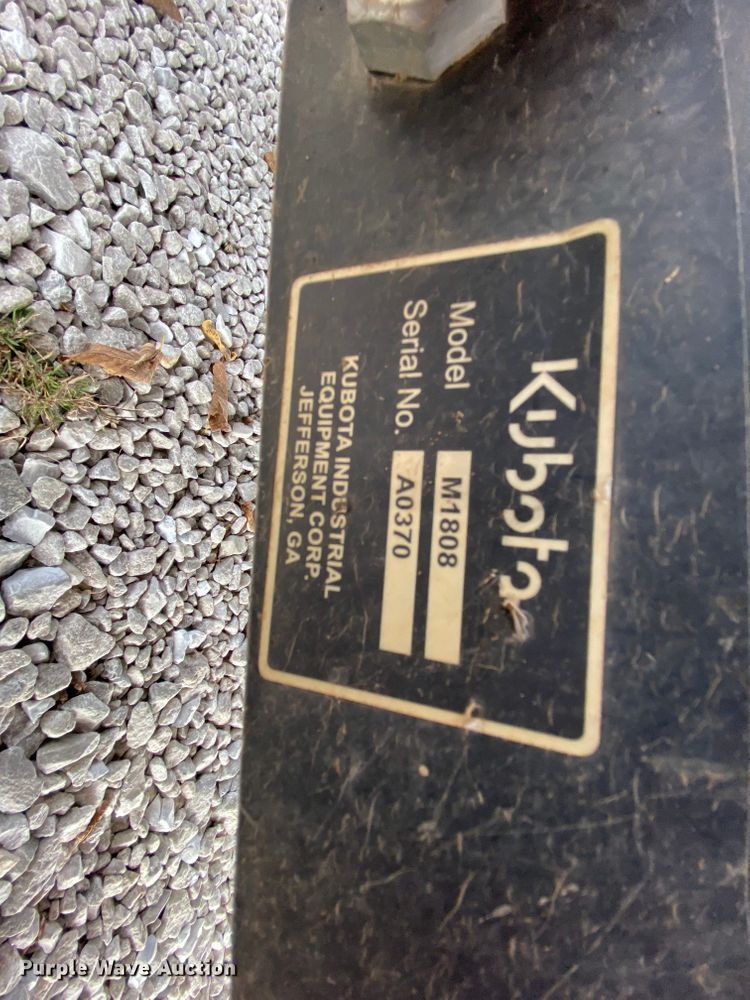 Kubota
Model M1808
Serial No. A0370
KUBOTA INDUSTRIAL
EQUIPMENT CORP.
JEFFERSON, GA
Purple Wave Auction